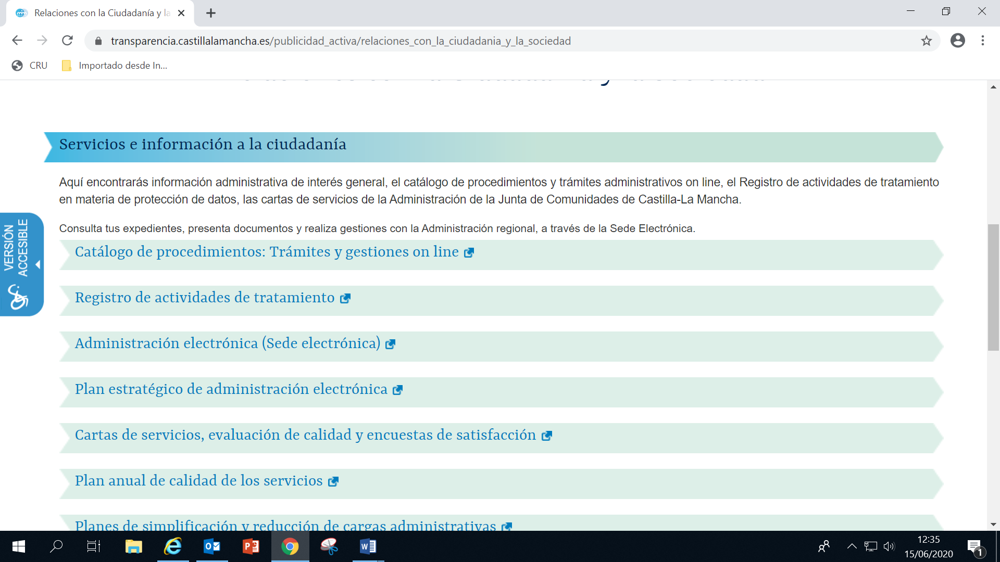 Relaciones con la Ciudadanía y la
transparencia.castillalamancha.es/publicidad_activa/relaciones_con_la_ciudadania_y_la_sociedad
CRU
Importado desde In...
Servicios e información a la ciudadanía
Aquí encontrarás información administrativa de interés general, el catálogo de procedimientos y trámites administrativos on line, el Registro de actividades de tratamiento
en materia de protección de datos, las cartas de servicios de la Administración de la Junta de Comunidades de Castilla-La Mancha.
Consulta tus expedientes, presenta documentos y realiza gestiones con la Administración regional, a través de la Sede Electrónica.
VERSIÓN
ACCESIBLE
Catálogo de procedimientos: Trámites y gestiones on line
Registro de actividades de tratamiento
Administración electrónica (Sede electrónica)
Plan estratégico de administración electrónica
Cartas de servicios, evaluación de calidad y encuestas de satisfacción
Plan anual de calidad de los servicios
Planes de simplificación y reducción de cargas administrativas
12:35
15/06/2020
1